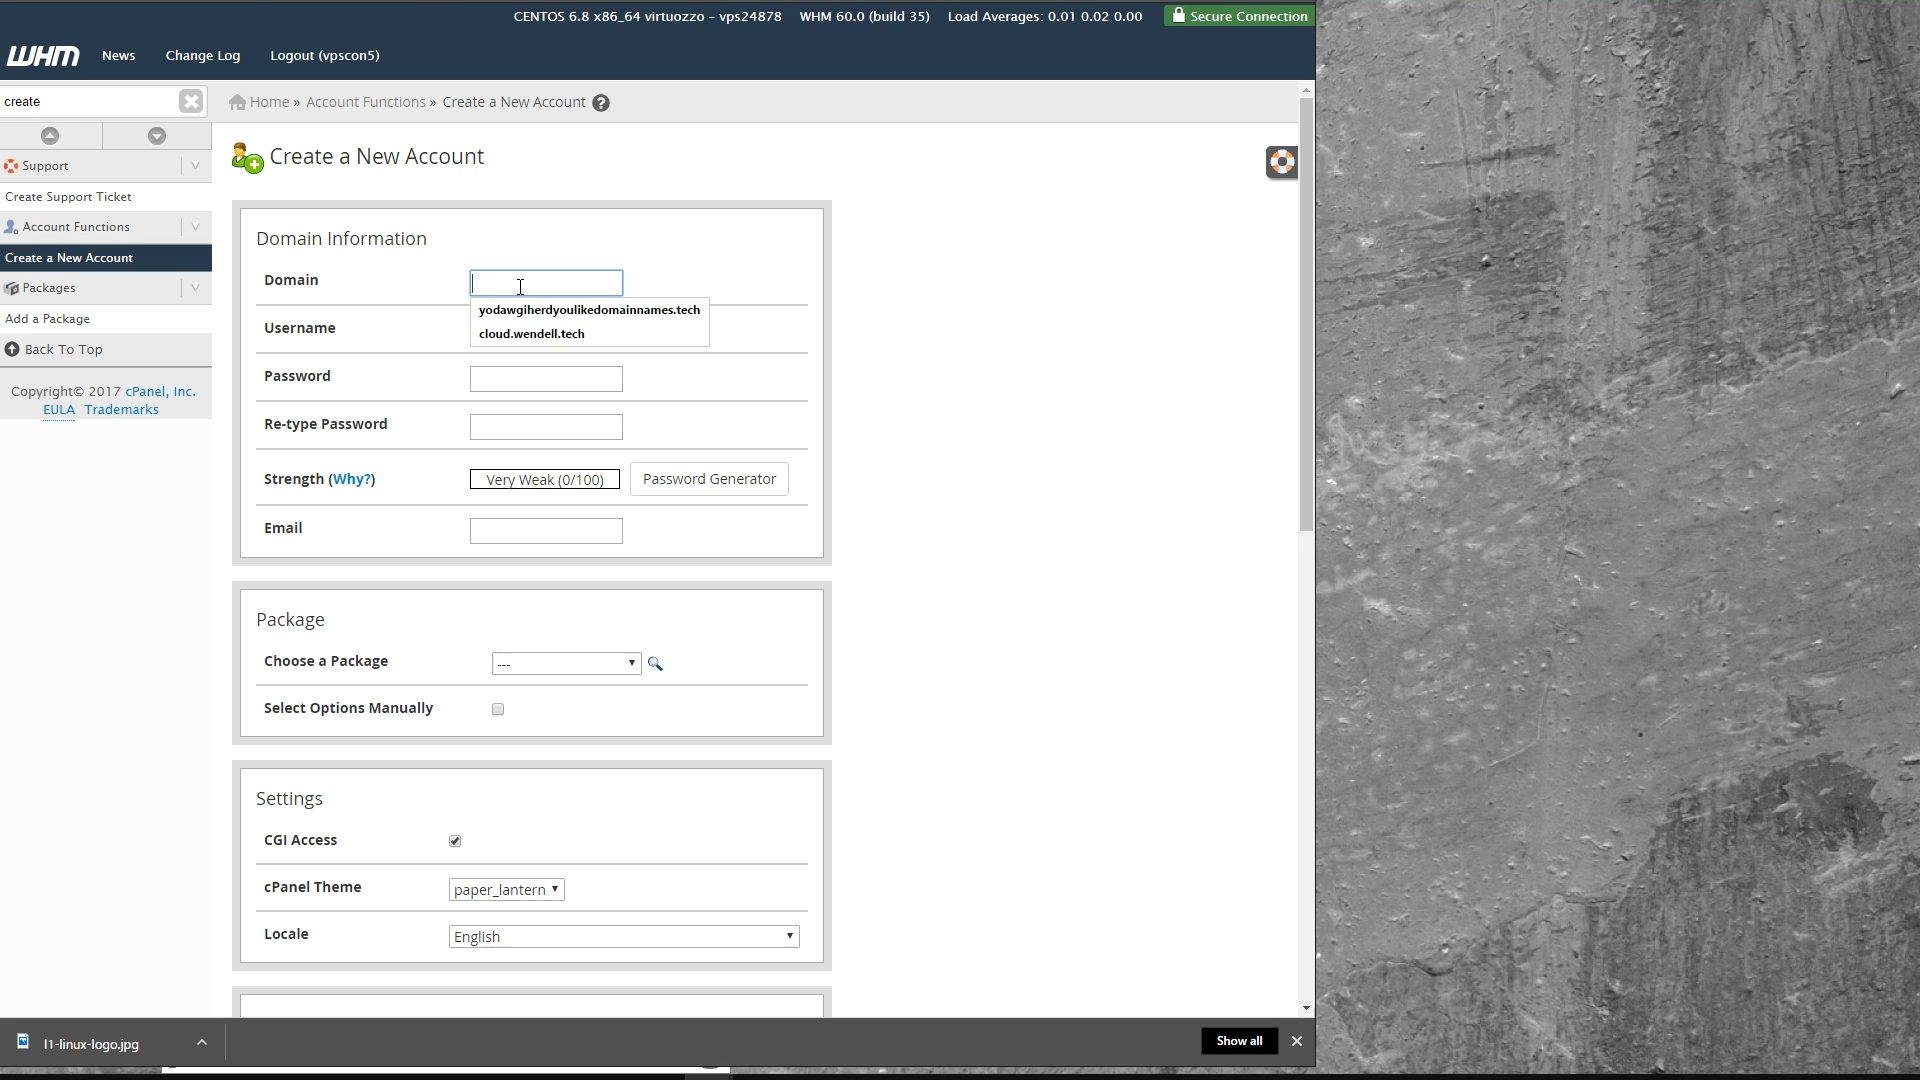 CENTOS 6.8 x86_64 virtuozzo – vps24878 WHM 60.0 (build 35) Load Averages: 0.01 0.02 0.00 Secure Connection
WHM News Change Log Logout (vpscon5)
create
Home » Account Functions » Create a New Account ?
Support
Create Support Ticket
Account Functions
Create a New Account
Packages
Add a Package
Back To Top
Copyright© 2017 cPanel, Inc.
EULA Trademarks
Create a New Account
Domain Information
Domain
yodawgiherdyoulikedomainnames.tech
cloud.wendell.tech
Username
Password
Re-type Password
Strength (Why?) Very Weak (0/100) Password Generator
Email
Package
Choose a Package ---
Select Options Manually
Settings
CGI Access
cPanel Theme paper_lantern
Locale English
l1-linux-logo.jpg Show all